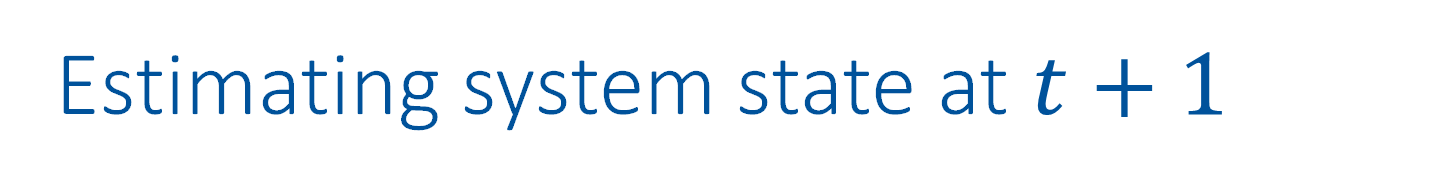 Estimating system state at 𝒕 + 1